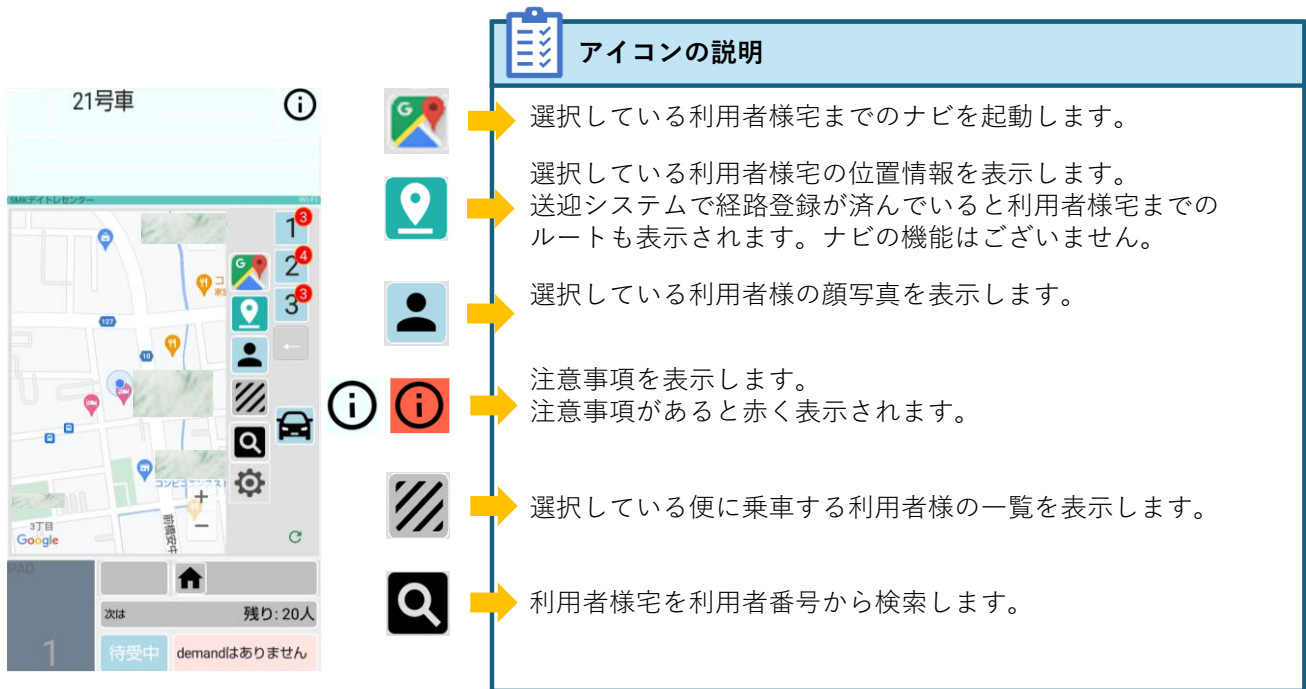 アイコンの説明
21号車
選択している利用者様宅までのナビを起動します。
選択している利用者様宅の位置情報を表示します。
送迎システムで経路登録が済んでいると利用者様宅までの
ルートも表示されます。ナビの機能はございません。
選択している利用者様の顔写真を表示します。
注意事項を表示します。
注意事項があると赤く表示されます。
選択している便に乗車する利用者様の一覧を表示します。
利用者様宅を利用者番号から検索します。
SMKデイトレセンター
WI-FI
1 3
2 4
3 3
G
コ
127
10
←
コンビニエンススト
+
−
前橋安中
3丁目
Google
PAD
1
次は
残り: 20人
待受中
demandはありません